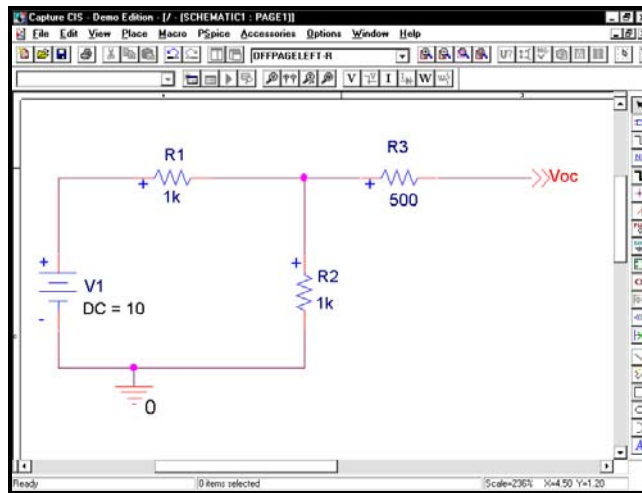 Capture CIS - Demo Edition - [/ - (SCHEMATIC1 : PAGE1)]
File Edit View Place Macro PSpice Accessories Options Window Help
OFFPAGELEFT-R
V I W
R1
1k
R3
500
Voc
+
+
+
V1
DC = 10
-
+
R2
1k
0
Ready
0 items selected
Scale=236% X=4.50 Y=1.20